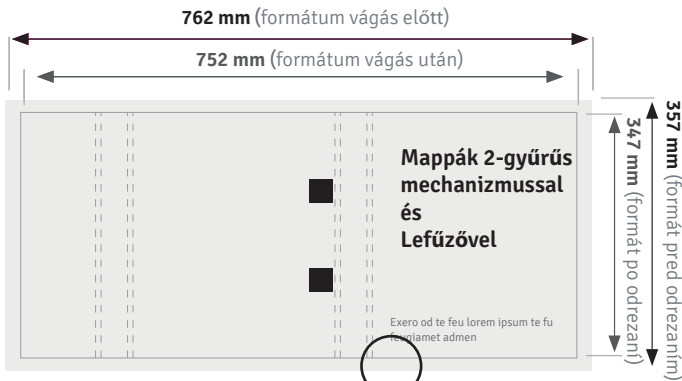 762 mm (formátum vágás előtt)
752 mm (formátum vágás után)
Mappák 2-gyűrűs
mechanizmussal
és
Lefűzővel
Exero od te feu lorem ipsum te fu
feugiamet admen
347 mm (formát po odrezaní)
357 mm (formát pred odrezaním)